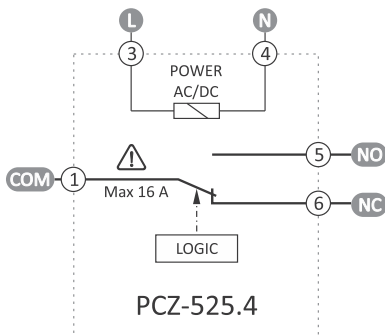 L N
3 4
POWER
AC/DC
5 NO
COM 1
Max 16 A
6 NC
LOGIC
PCZ-525.4